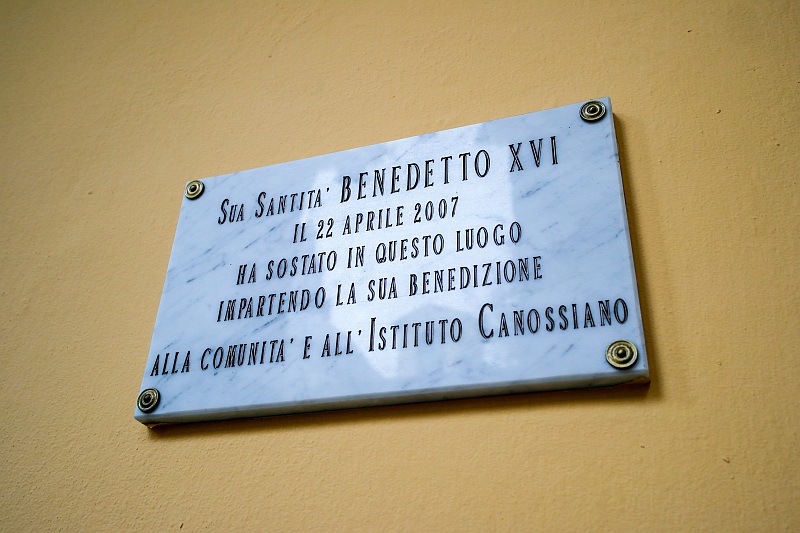 Sua Santita' BENEDETTO XVI
IL 22 APRILE 2007
HA SOSTATO IN QUESTO LUOGO
IMPARTENDO LA SUA BENEDIZIONE
ALLA COMUNITA' E ALL'ISTITUTO CANOSSIANO